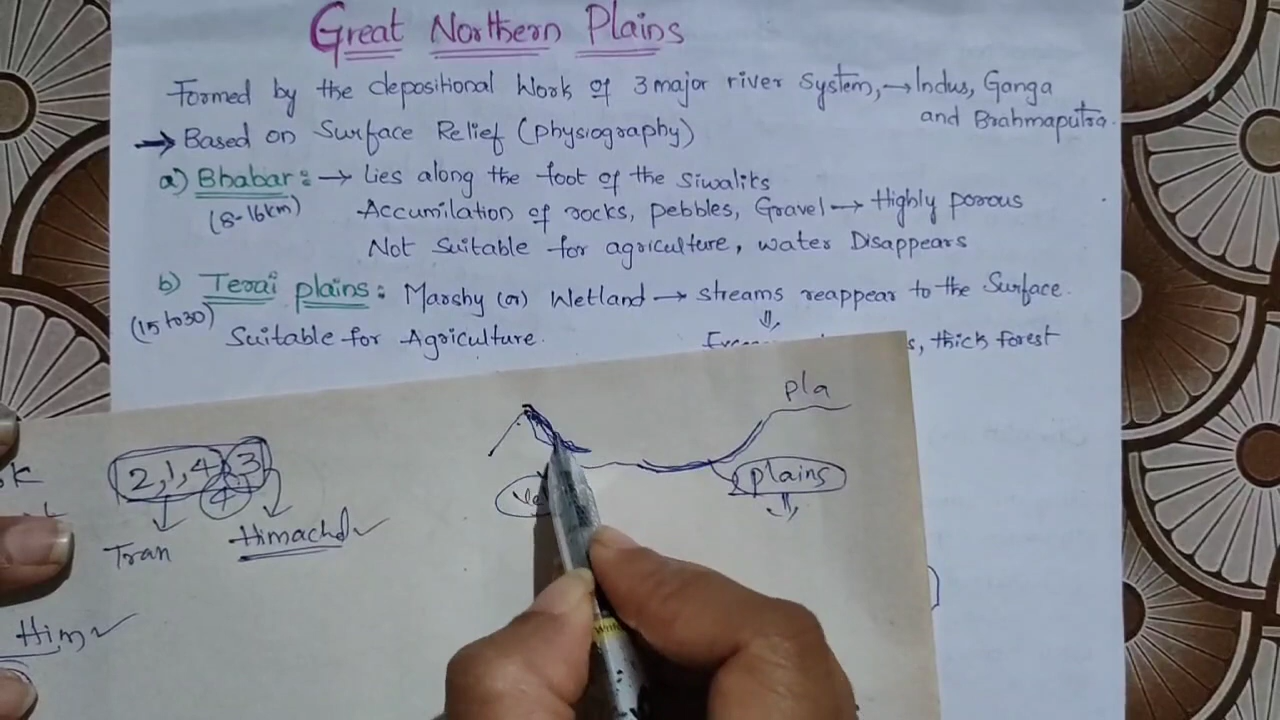 Great Northern Plains
Formed by the depositional Work of 3 major river System, → Indus, Ganga
and Brahmaputra.
→ Based on Surface Relief (physiography)
a) Bhabar: → Lies along the foot of the Siwaliks
(8-16km) Accumilation of rocks, pebbles, Gravel → Highly porous
Not Suitable for agriculture, water Disappears
b) Terai plains: Marshy (or) Wetland → streams reappear to the Surface.
(15 to 30) Suitable for Agriculture. , thick forest
pla
2, 1, 4, 3
4
plains
Tran Himachal
Him